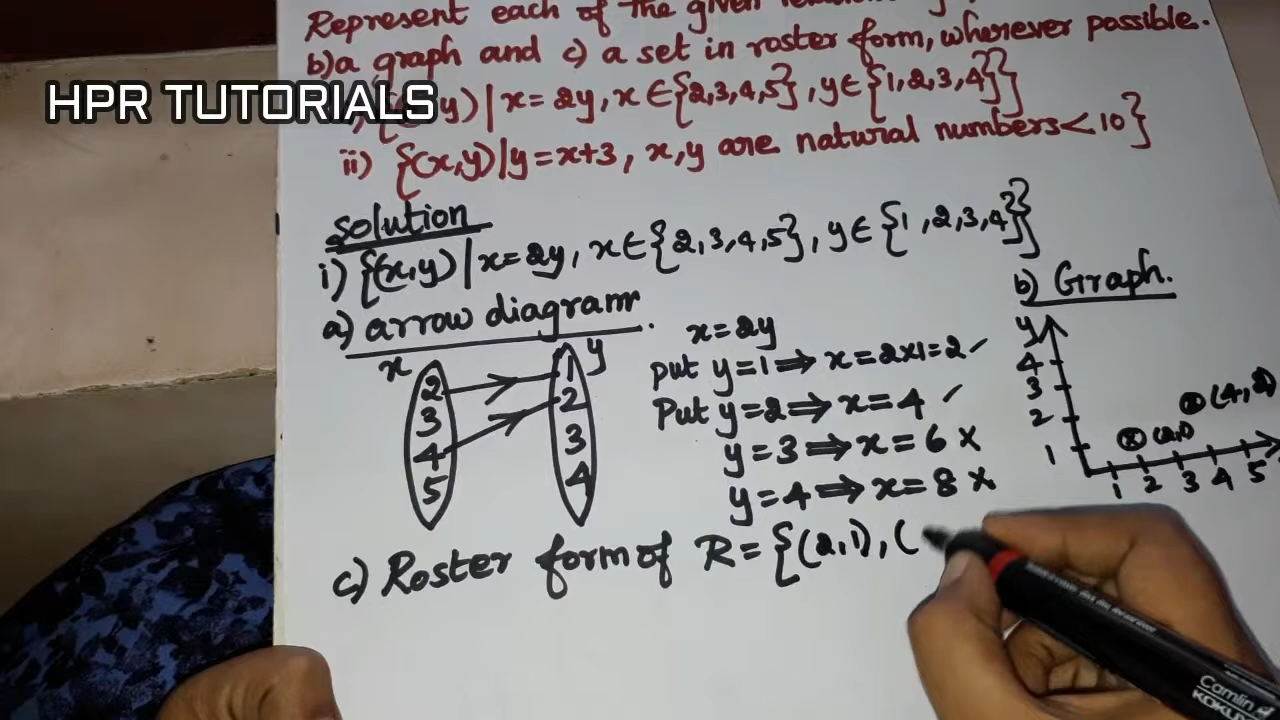 Represent each of the given
b) a graph and c) a set in roster form, wherever possible.
HPR TUTORIALS
y) | x = 2y, x ∈ {2,3,4,5}, y ∈ {1,2,3,4}}
ii) {(x,y) | y = x+3, x,y are natural numbers < 10}
solution
i) {(x,y) | x = 2y, x ∈ {2,3,4,5}, y ∈ {1,2,3,4}}
a) arrow diagram.
x y
2 1
3 2
4 3
5 4
x = 2y
put y = 1 ⟹ x = 2x1 = 2 ✓
Put y = 2 ⟹ x = 4 ✓
y = 3 ⟹ x = 6 ×
y = 4 ⟹ x = 8 ×
b) Graph.
y
4
3
2
1
(4,2)
(2,1)
1 2 3 4 5
c) Roster form of R = {(2,1), (
Camlin
KOKU